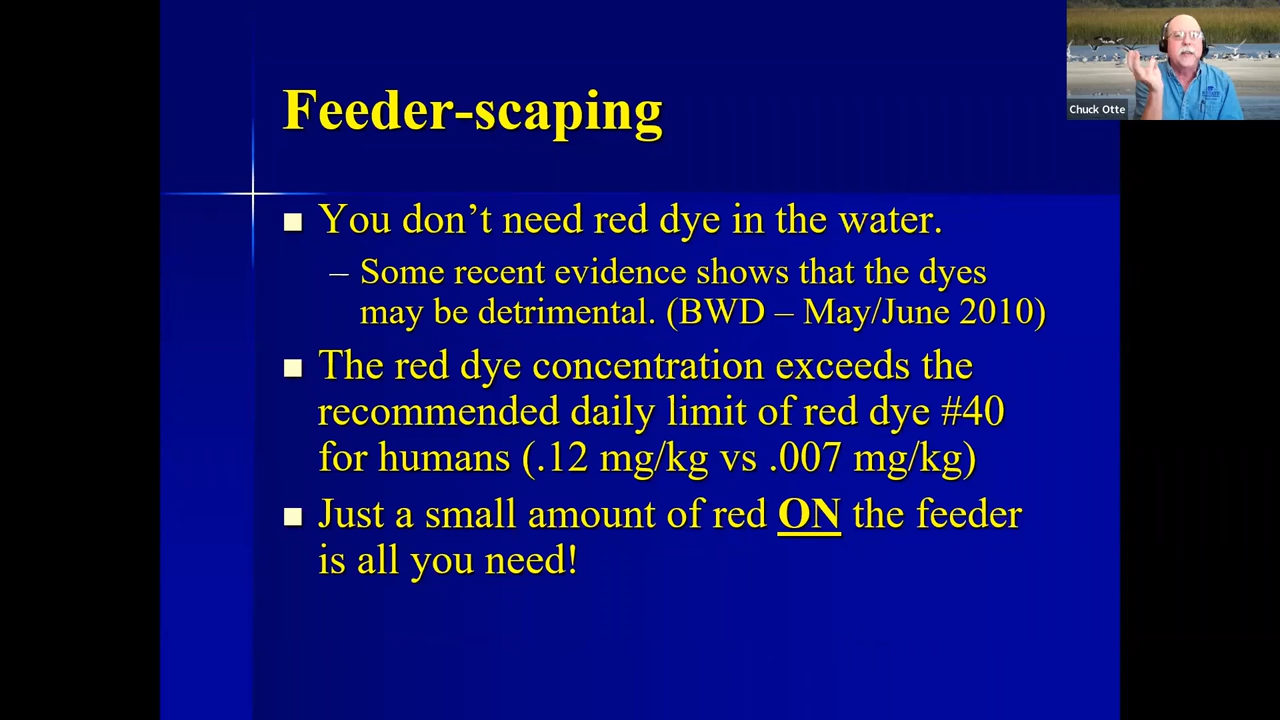 Feeder-scaping
You don’t need red dye in the water.
– Some recent evidence shows that the dyes
may be detrimental. (BWD – May/June 2010)
The red dye concentration exceeds the
recommended daily limit of red dye #40
for humans (.12 mg/kg vs .007 mg/kg)
Just a small amount of red ON the feeder
is all you need!
Chuck Otte